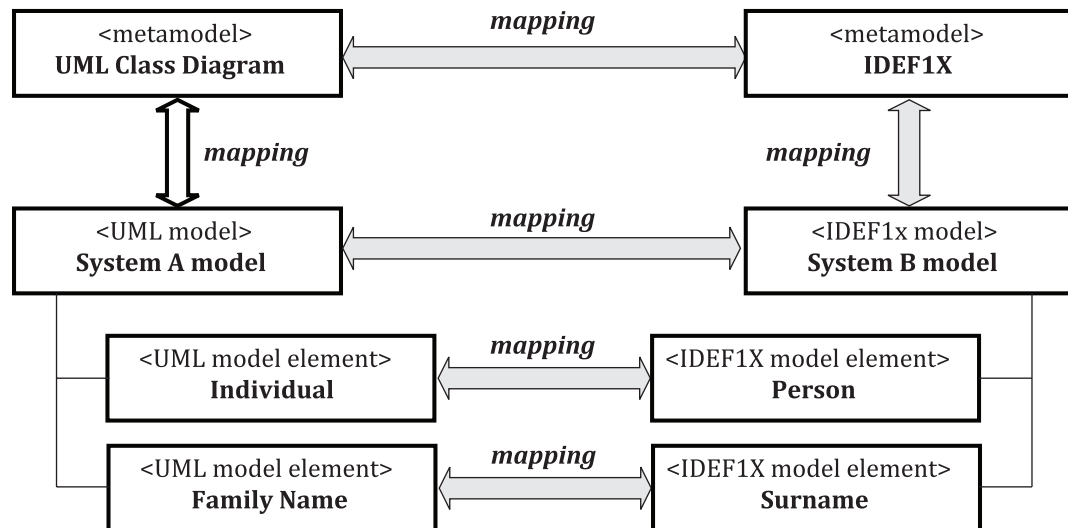 mapping
<metamodel>
UML Class Diagram
<metamodel>
IDEF1X
mapping
mapping
<UML model>
System A model
mapping
<IDEF1x model>
System B model
<UML model element>
Individual
mapping
<IDEF1X model element>
Person
<UML model element>
Family Name
mapping
<IDEF1X model element>
Surname